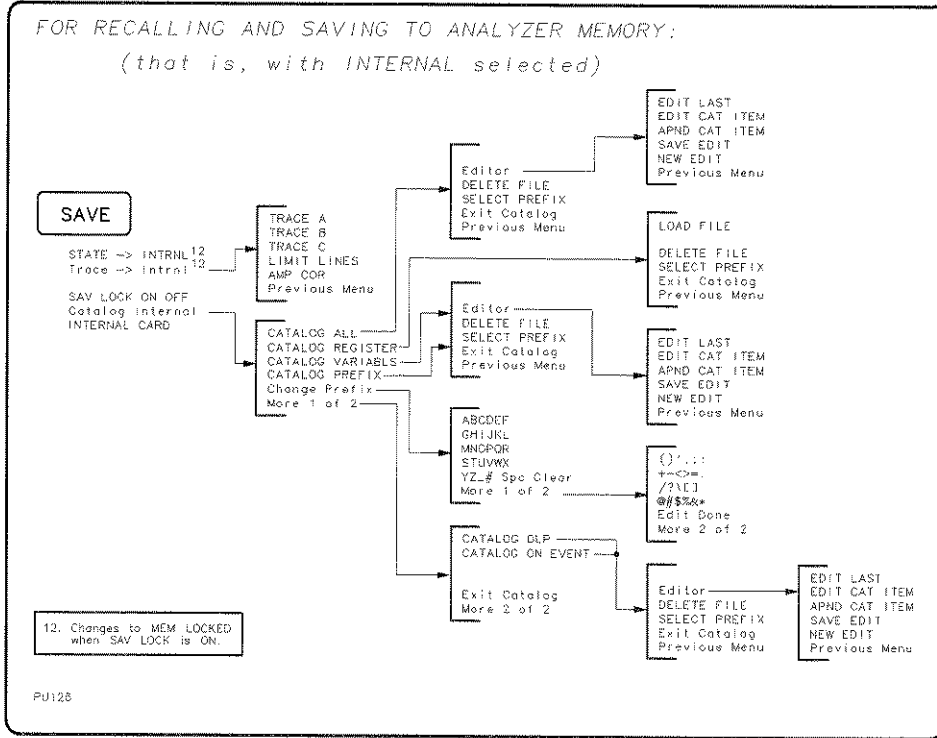 FOR RECALLING AND SAVING TO ANALYZER MEMORY:
(that is, with INTERNAL selected)
SAVE
STATE -> INTRNL 12
Trace -> Intrnl 12
SAV LOCK ON OFF
Catalog Internal
INTERNAL CARD
TRACE A
TRACE B
TRACE C
LIMIT LINES
AMP COR
Previous Menu
CATALOG ALL
CATALOG REGISTER
CATALOG VARIABLS
CATALOG PREFIX
Change Prefix
More 1 of 2
Editor
DELETE FILE
SELECT PREFIX
Exit Catalog
Previous Menu
EDIT LAST
EDIT CAT ITEM
APND CAT ITEM
SAVE EDIT
NEW EDIT
Previous Menu
LOAD FILE
DELETE FILE
SELECT PREFIX
Exit Catalog
Previous Menu
Editor
DELETE FILE
SELECT PREFIX
Exit Catalog
Previous Menu
EDIT LAST
EDIT CAT ITEM
APND CAT ITEM
SAVE EDIT
NEW EDIT
Previous Menu
ABCDEF
GHIJKL
MNOPQR
STUVWX
YZ_# Spc Clear
More 1 of 2
/?\[]
@#$%&*
Edit Done
More 2 of 2
CATALOG DLP
CATALOG ON EVENT
Exit Catalog
More 2 of 2
Editor
DELETE FILE
SELECT PREFIX
Exit Catalog
Previous Menu
EDIT LAST
EDIT CAT ITEM
APND CAT ITEM
SAVE EDIT
NEW EDIT
Previous Menu
12. Changes to MEM LOCKED
when SAV LOCK is ON.
PU128